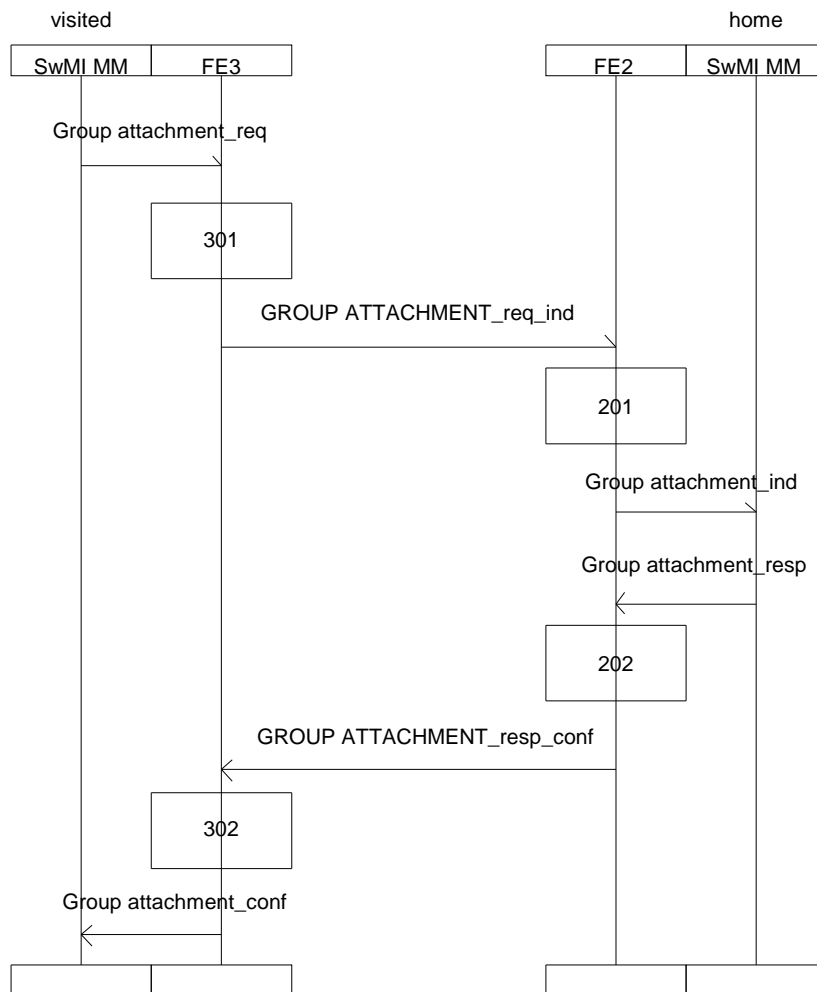 visited
home
SwMI MM
FE3
FE2
SwMI MM
Group attachment_req
301
GROUP ATTACHMENT_req_ind
201
Group attachment_ind
Group attachment_resp
202
GROUP ATTACHMENT_resp_conf
302
Group attachment_conf